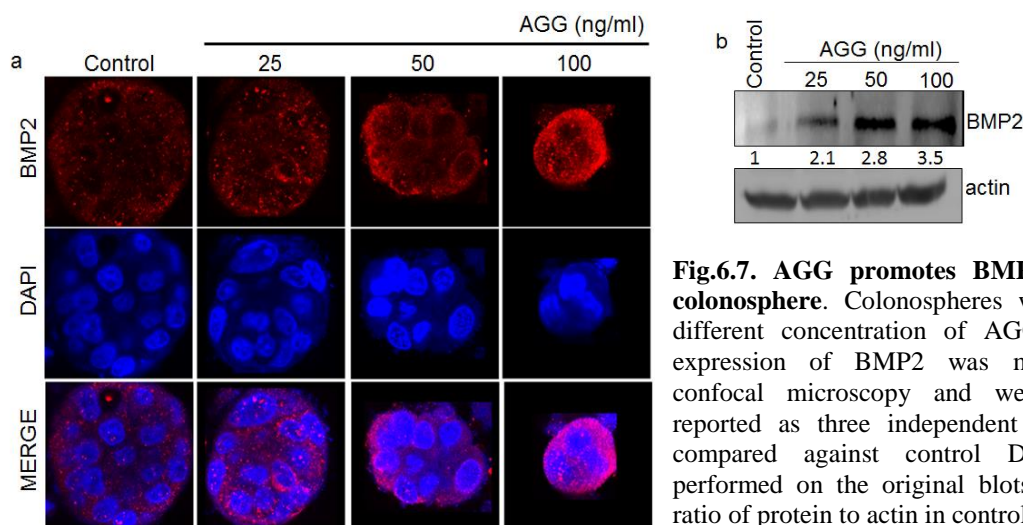 AGG (ng/ml)
a
Control 25 50 100
BMP2
DAPI
MERGE
b
Control
AGG (ng/ml)
25 50 100
BMP2
1 2.1 2.8 3.5
actin
Fig.6.7. AGG promotes
colonosphere. Colonospheres
different concentration of
expression of BMP2 was
confocal microscopy and
reported as three independent
compared against control
performed on the original blots
ratio of protein to actin in control